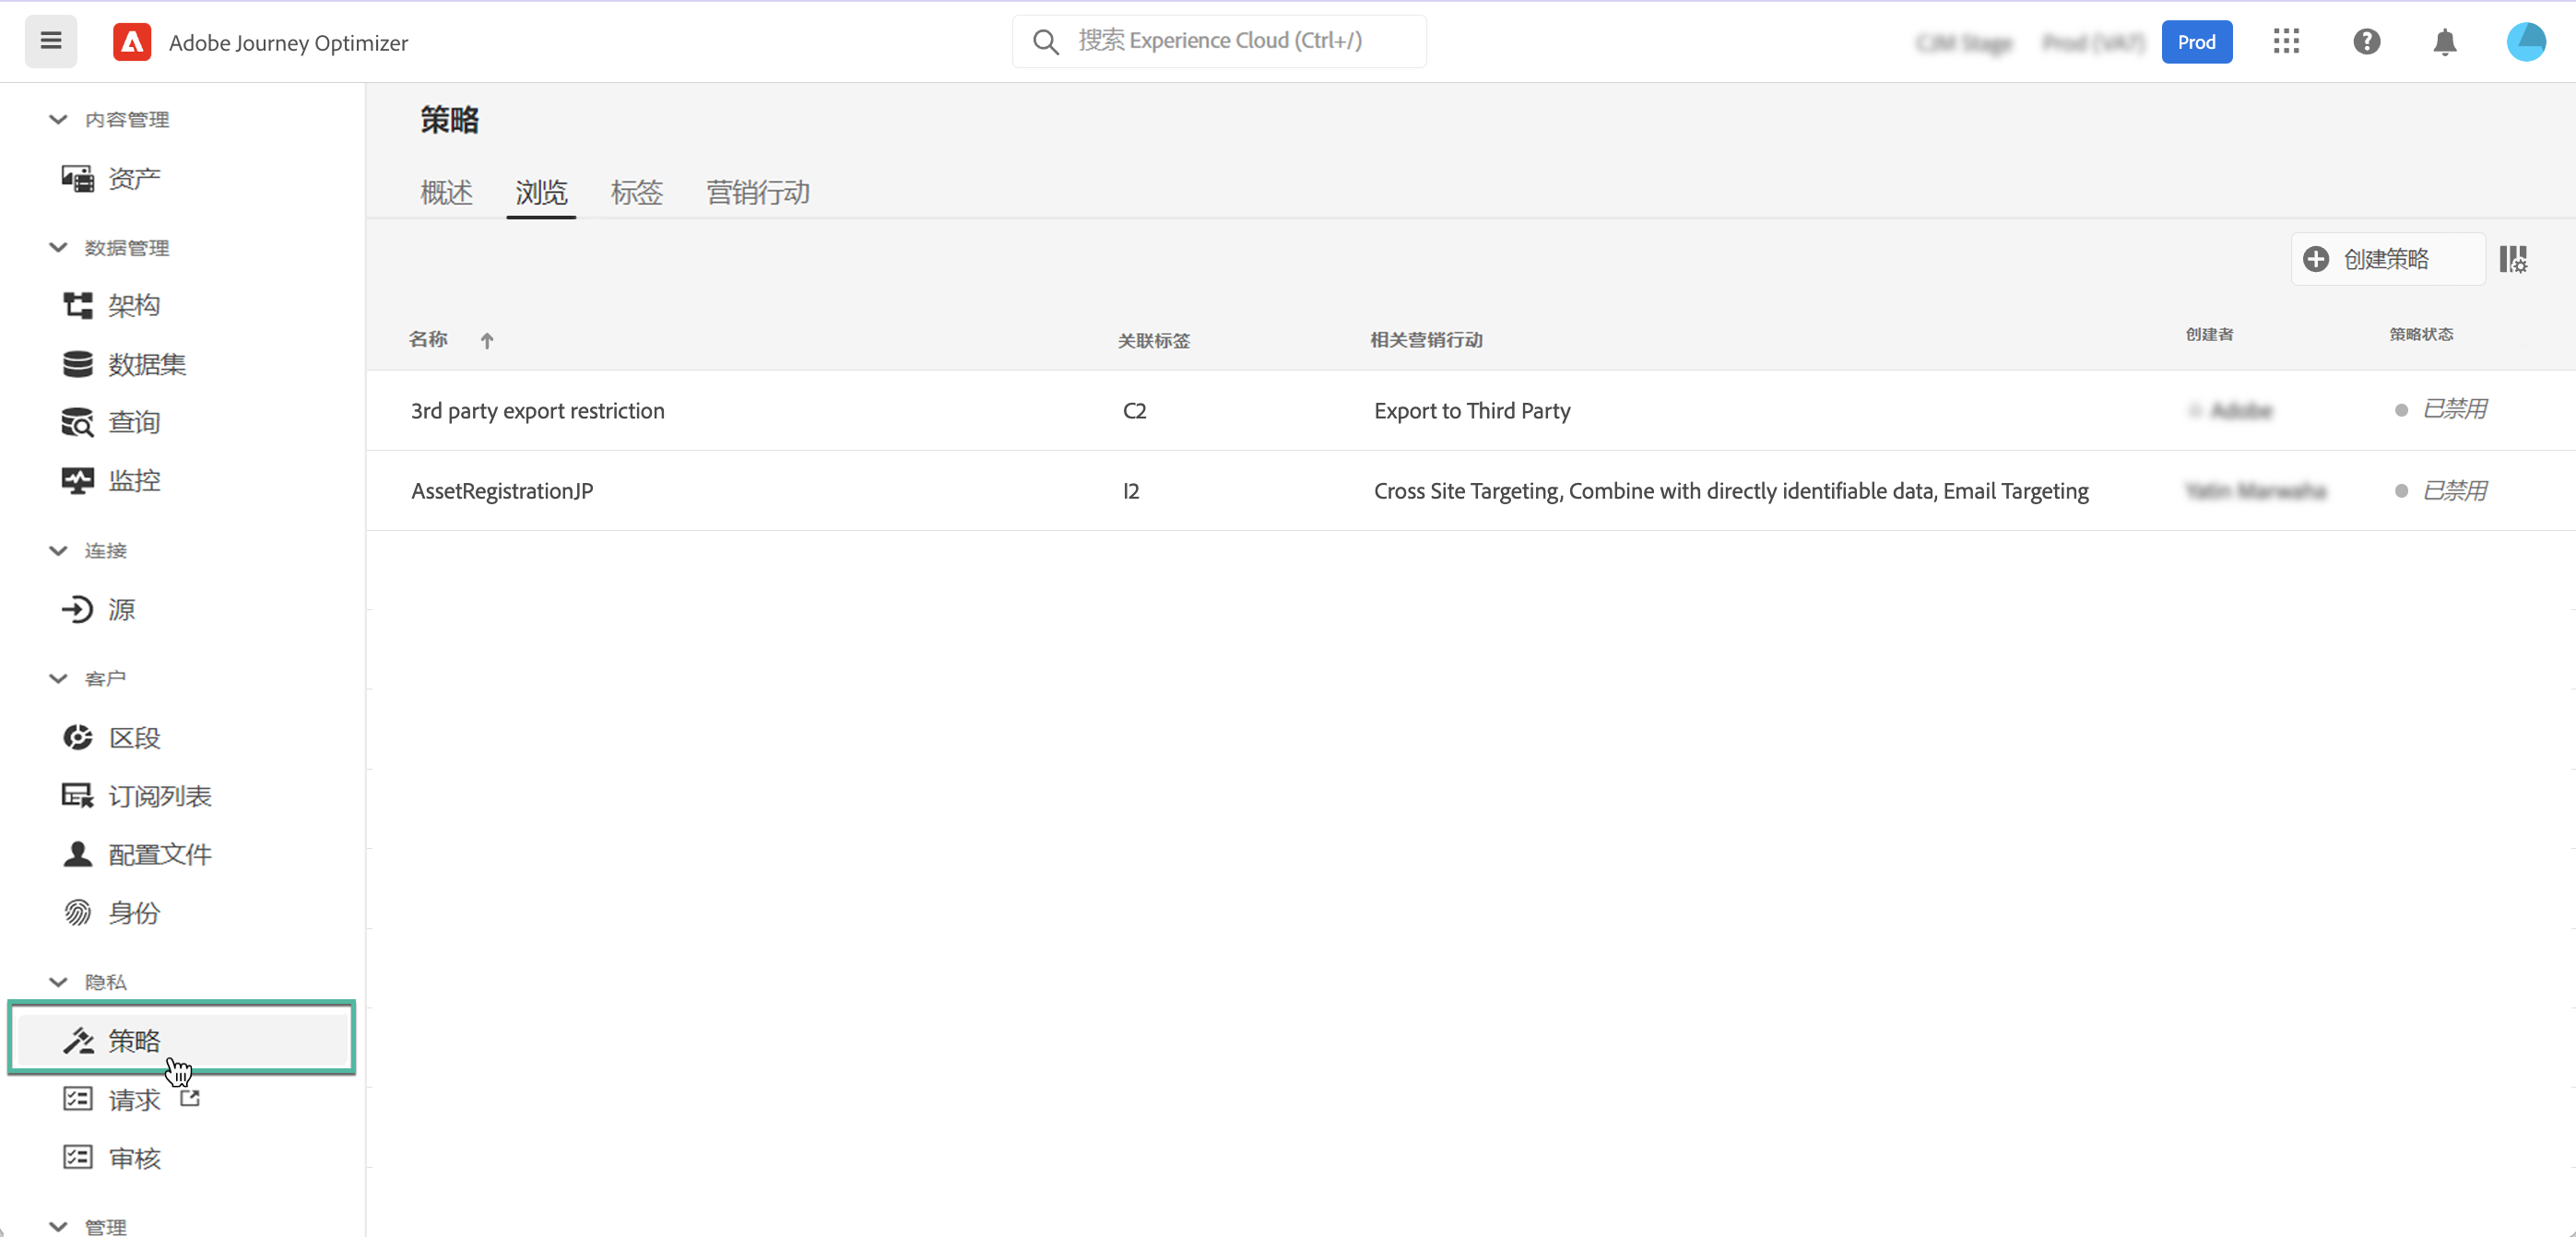 Adobe Journey Optimizer
搜索 Experience Cloud (Ctrl+/)
Prod
内容管理
资产
数据管理
架构
数据集
查询
监控
连接
源
客户
区段
订阅列表
配置文件
身份
隐私
策略
请求
审核
管理
策略
概述 浏览 标签 营销行动
创建策略
名称 关联标签 相关营销行动 创建者 策略状态
3rd party export restriction C2 Export to Third Party 已禁用
AssetRegistrationJP I2 Cross Site Targeting, Combine with directly identifiable data, Email Targeting 已禁用